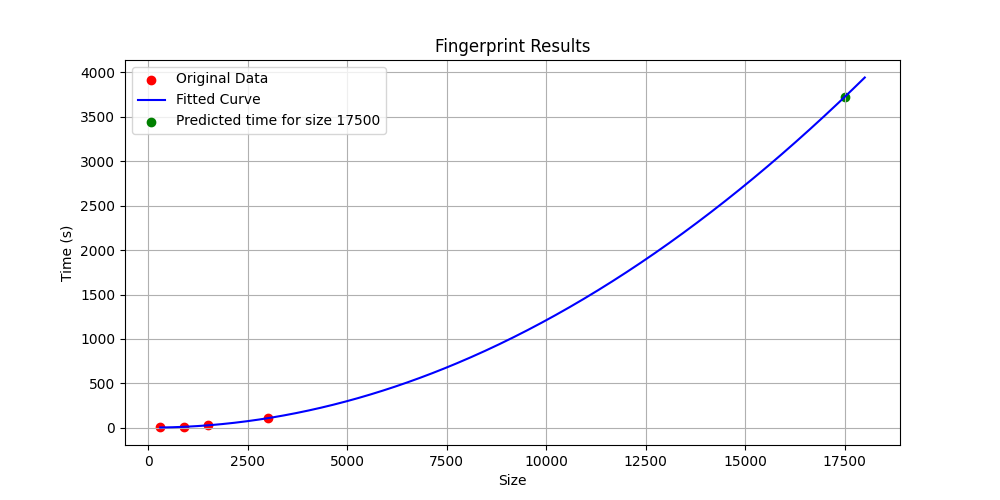 Fingerprint Results
4000
3500
3000
2500
2000
1500
1000
500
0
Time (s)
Original Data
Fitted Curve
Predicted time for size 17500
0 2500 5000 7500 10000 12500 15000 17500
Size